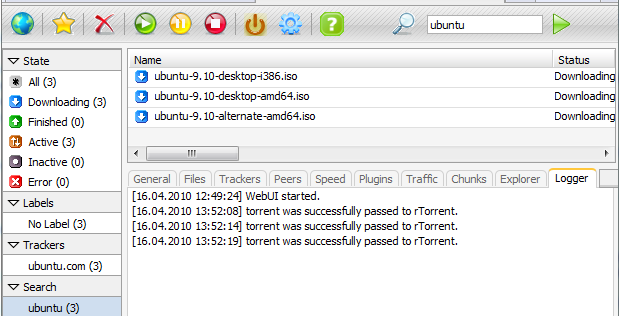 ubuntu
State
All (3)
Downloading (3)
Finished (0)
Active (3)
Inactive (0)
Error (0)
Labels
No Label (3)
Trackers
ubuntu.com (3)
Search
ubuntu (3)
Name Status
ubuntu-9.10-desktop-i386.iso Downloading
ubuntu-9.10-desktop-amd64.iso Downloading
ubuntu-9.10-alternate-amd64.iso Downloading
General Files Trackers Peers Speed Plugins Traffic Chunks Explorer Logger
[16.04.2010 12:49:24] WebUI started.
[16.04.2010 13:52:08] torrent was successfully passed to rTorrent.
[16.04.2010 13:52:14] torrent was successfully passed to rTorrent.
[16.04.2010 13:52:19] torrent was successfully passed to rTorrent.